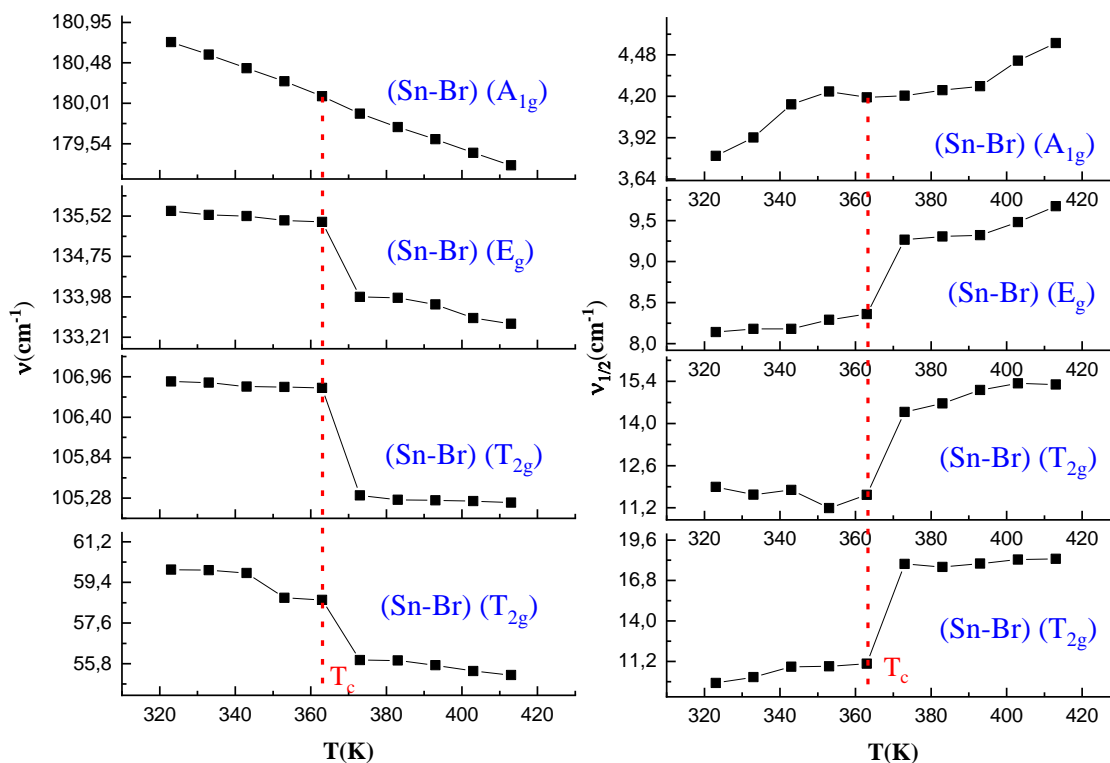 180,95
180,48
180,01
179,54
(Sn-Br) (A1g)
135,52
134,75
133,98
133,21
(Sn-Br) (Eg)
106,96
106,40
105,84
105,28
(Sn-Br) (T2g)
61,2
59,4
57,6
55,8
(Sn-Br) (T2g)
Tc
320 340 360 380 400 420
T(K)
ν(cm-1)
4,48
4,20
3,92
3,64
(Sn-Br) (A1g)
320 340 360 380 400 420
9,5
9,0
8,5
8,0
(Sn-Br) (Eg)
320 340 360 380 400 420
15,4
14,0
12,6
11,2
(Sn-Br) (T2g)
320 340 360 380 400 420
19,6
16,8
14,0
11,2
(Sn-Br) (T2g)
Tc
320 340 360 380 400 420
T(K)
ν1/2(cm-1)